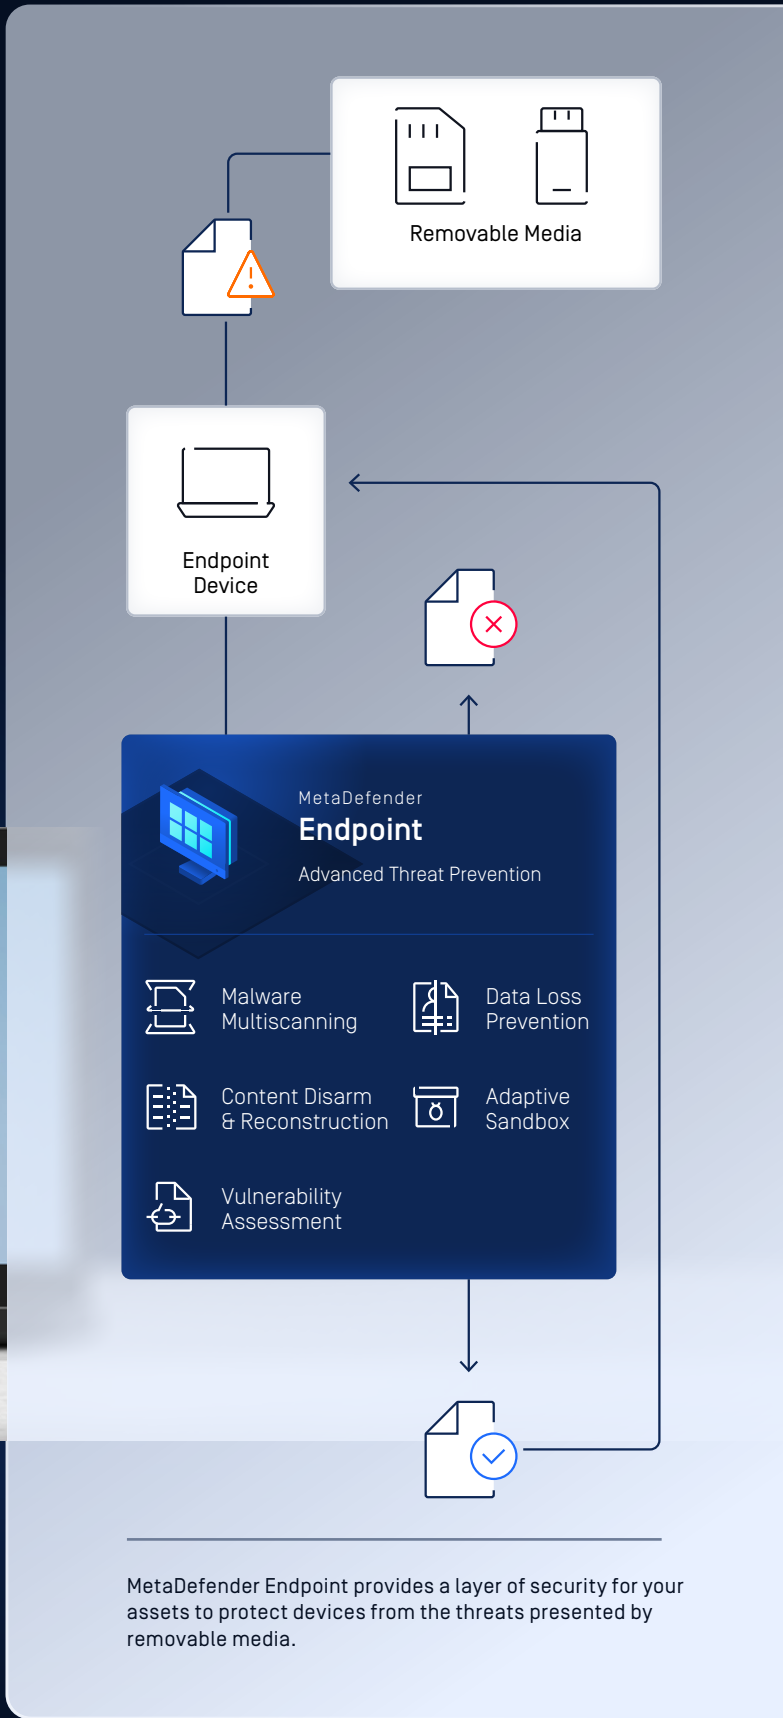 Removable Media
Endpoint
Device
MetaDefender
Endpoint
Advanced Threat Prevention
Malware
Multiscanning
Data Loss
Prevention
Content Disarm
& Reconstruction
Adaptive
Sandbox
Vulnerability
Assessment
MetaDefender Endpoint provides a layer of security for your
assets to protect devices from the threats presented by
removable media.